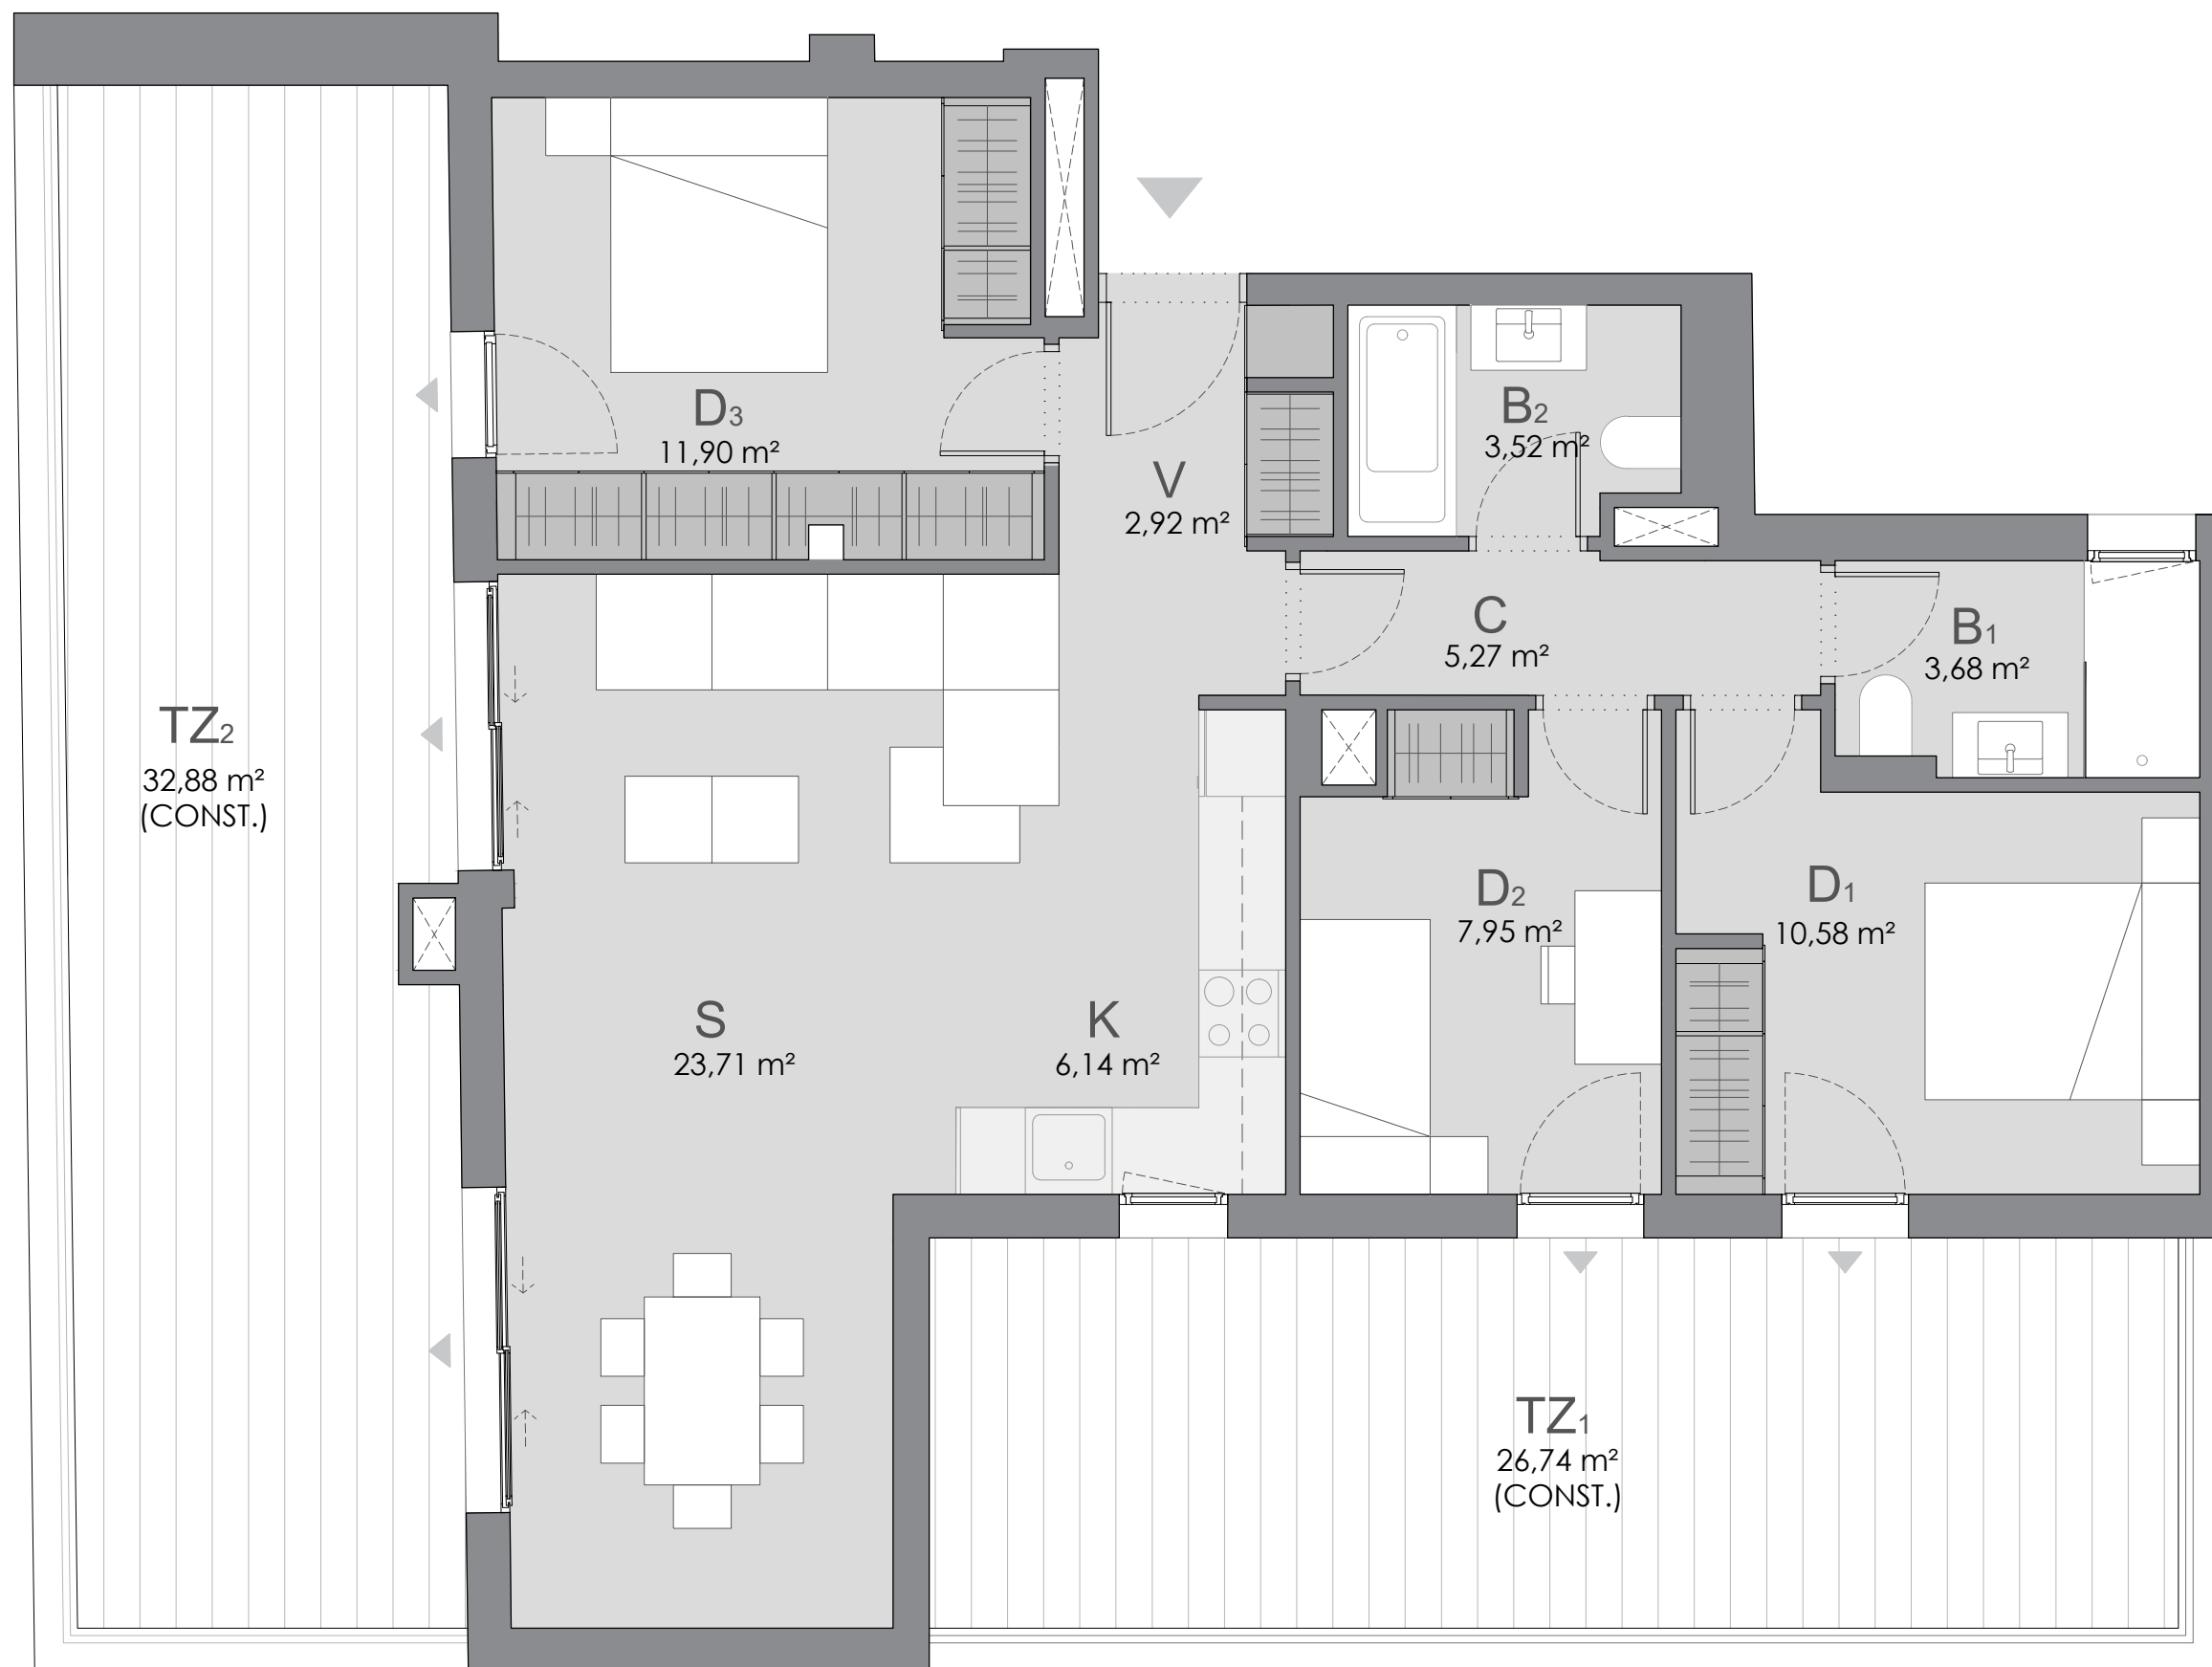 D3
11,90 m²
B2
3,52 m²
V
2,92 m²
C
5,27 m²
B1
3,68 m²
TZ2
32,88 m²
(CONST.)
D2
7,95 m²
D1
10,58 m²
S
23,71 m²
K
6,14 m²
TZ1
26,74 m²
(CONST.)